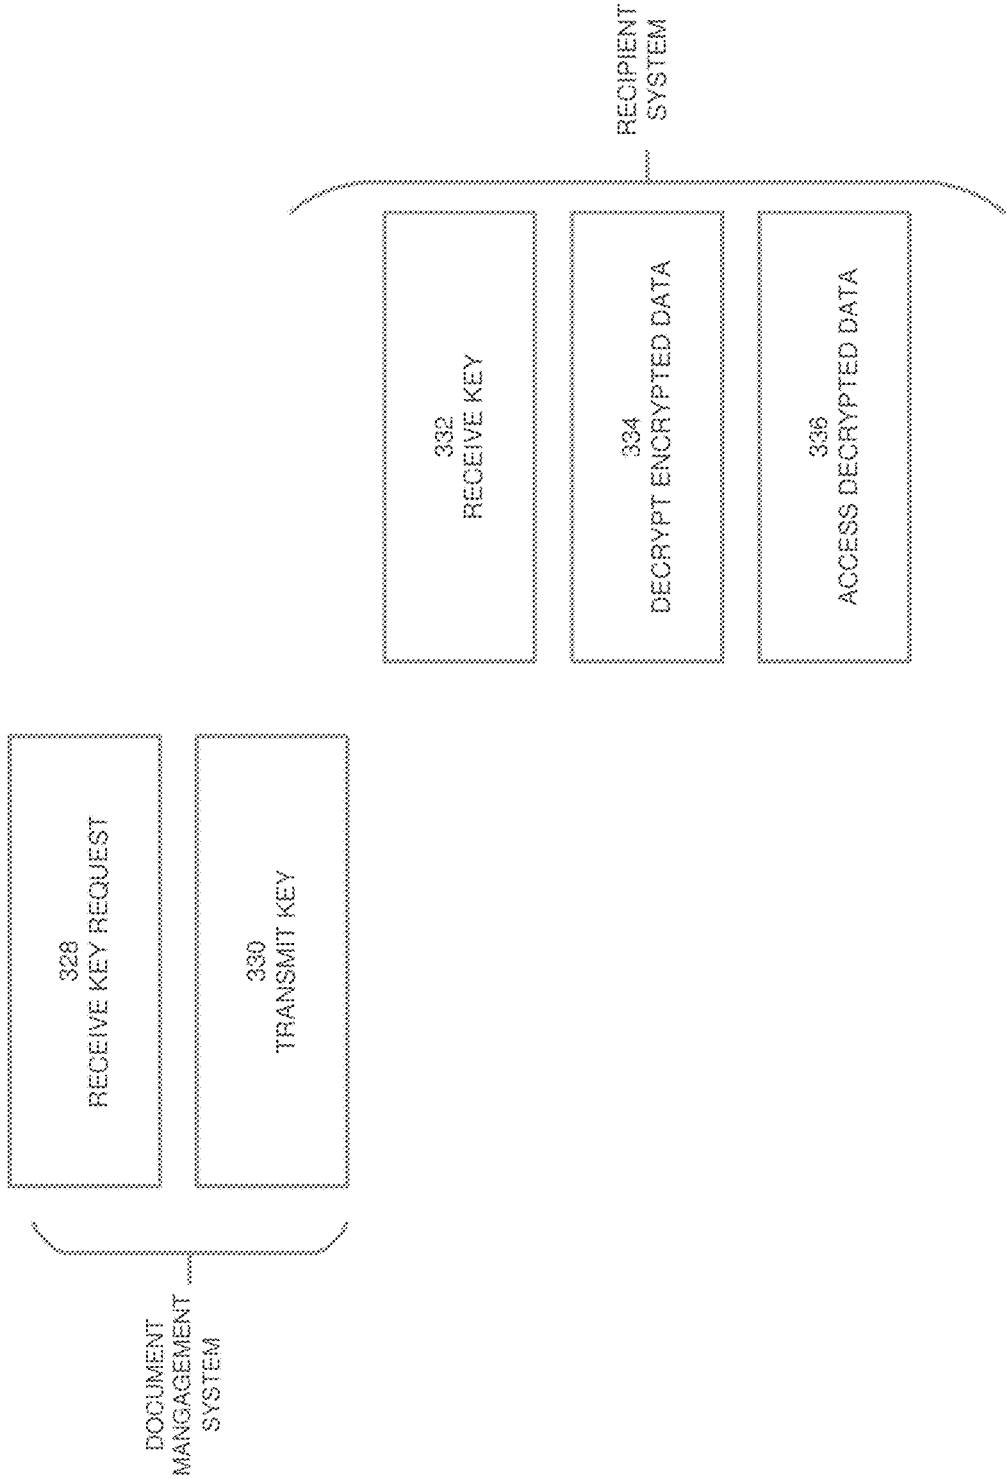 DOCUMENT
MANGAGEMENT
SYSTEM
328
RECEIVE KEY REQUEST
330
TRANSMIT KEY
332
RECEIVE KEY
334
DECRYPT ENCRYPTED DATA
336
ACCESS DECRYPTED DATA
RECIPIENT
SYSTEM